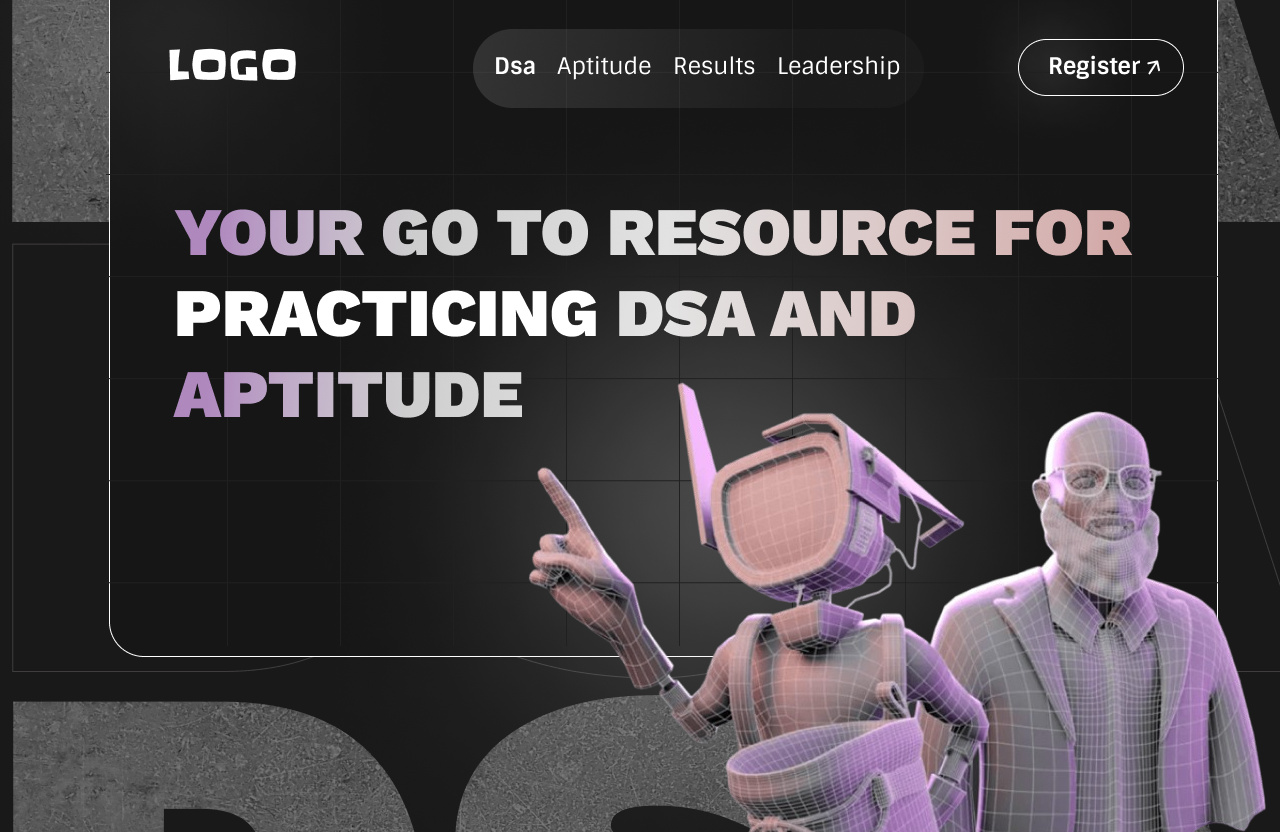 LOGO
Dsa Aptitude Results Leadership
Register ↗
YOUR GO TO RESOURCE FOR
PRACTICING DSA AND
APTITUDE